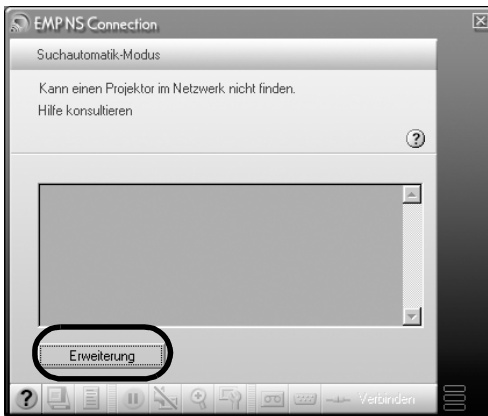 EMP NS Connection
Suchautomatik-Modus
Kann einen Projektor im Netzwerk nicht finden.
Hilfe konsultieren
Erweiterung
Verbinden